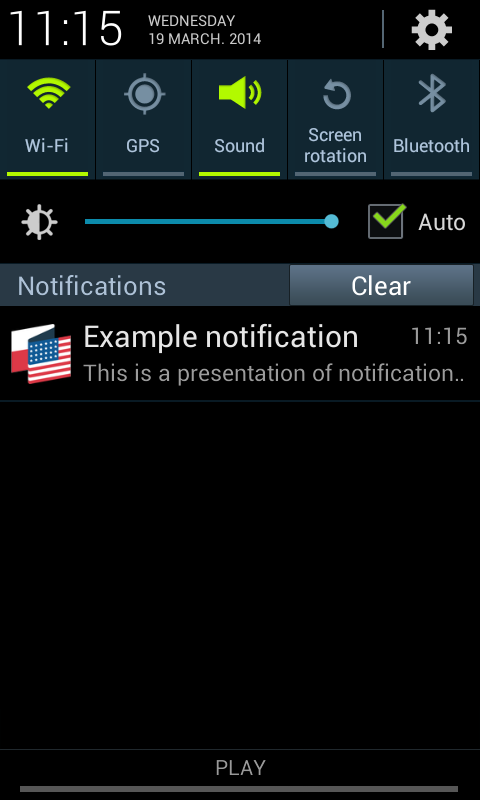 11:15
WEDNESDAY
19 MARCH. 2014
Wi-Fi
GPS
Sound
Screen
rotation
Bluetooth
Auto
Notifications
Clear
Example notification
11:15
This is a presentation of notification..
PLAY